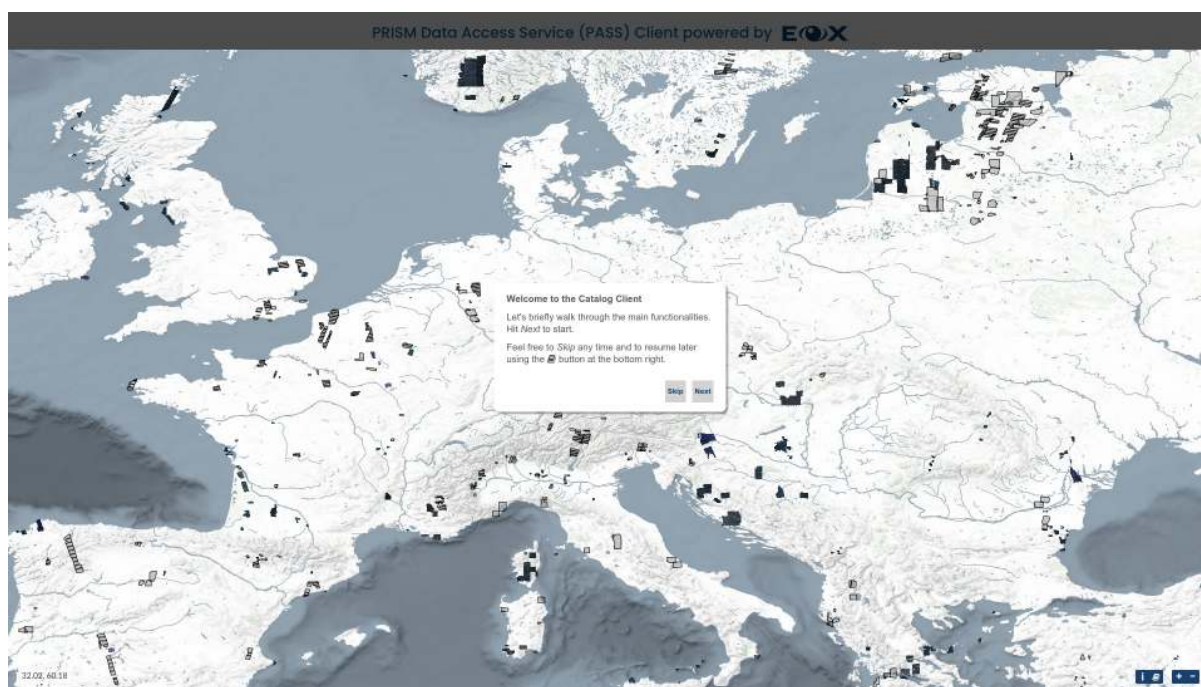 PRISM Data Access Service (PASS) Client powered by EOX
Welcome to the Catalog Client
Let's briefly walk through the main functionalities.
Hit Next to start.
Feel free to Skip any time and to resume later
using the button at the bottom right.
Skip Next
32.02, 60.18
i + -